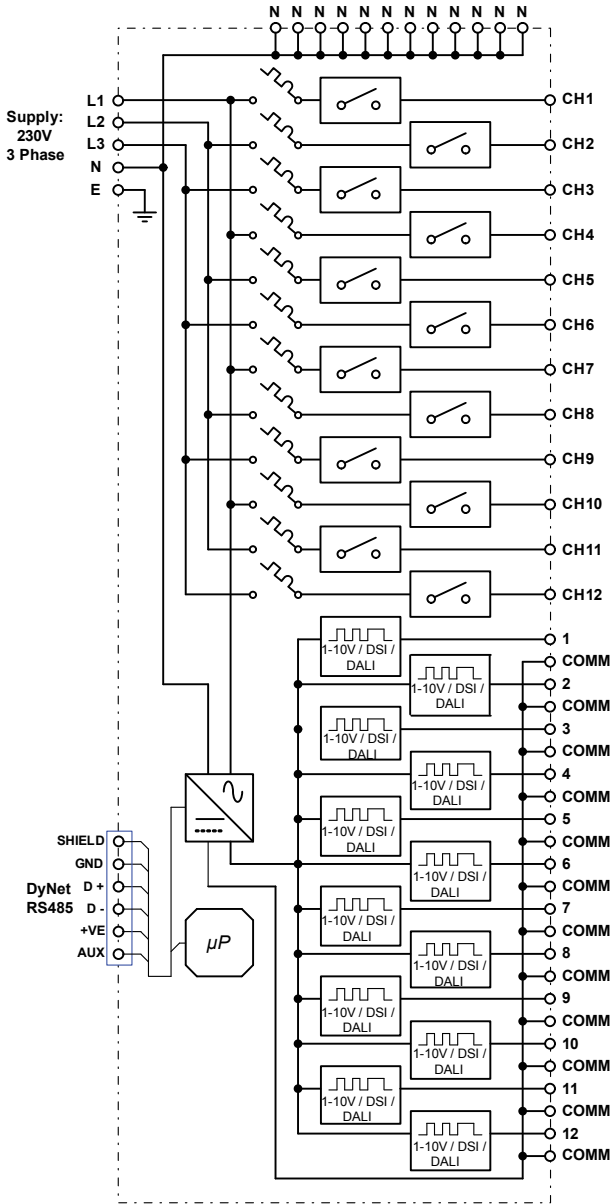 N N N N N N N N N N N N
Supply:
230V
3 Phase
L1
L2
L3
N
E
CH1
CH2
CH3
CH4
CH5
CH6
CH7
CH8
CH9
CH10
CH11
CH12
1-10V / DSI /
DALI
1
COMM
1-10V / DSI /
DALI
2
COMM
1-10V / DSI /
DALI
3
COMM
1-10V / DSI /
DALI
4
COMM
1-10V / DSI /
DALI
5
COMM
1-10V / DSI /
DALI
6
COMM
1-10V / DSI /
DALI
7
COMM
1-10V / DSI /
DALI
8
COMM
1-10V / DSI /
DALI
9
COMM
1-10V / DSI /
DALI
10
COMM
1-10V / DSI /
DALI
11
COMM
1-10V / DSI /
DALI
12
COMM
DyNet
RS485
SHIELD
GND
D +
D -
+VE
AUX
µP